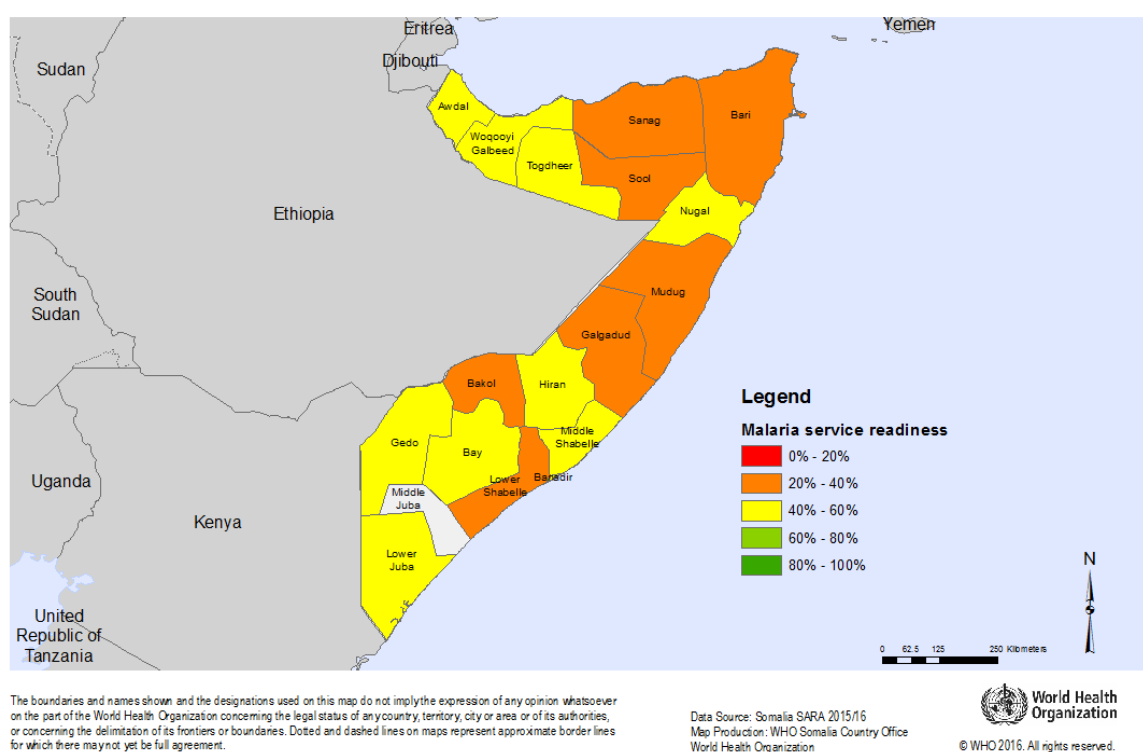 Eritrea
Yemen
Djibouti
Sudan
Awdal
Sanag
Bari
Woqooyi
Galbeed
Togdheer
Sool
Nugal
Ethiopia
South
Sudan
Mudug
Galgadud
Bakol
Hiran
Legend
Malaria service readiness
0% - 20%
20% - 40%
40% - 60%
60% - 80%
80% - 100%
Gedo
Bay
Middle
Shabelle
Banadir
Lower
Shabelle
Uganda
Middle
Juba
Kenya
Lower
Juba
N
United
Republic of
Tanzania
0 62.5 125 250 Kilometers
The boundaries and names shown and the designations used on this map do not imply the expression of any opinion whatsoever
on the part of the World Health Organization concerning the legal status of any country, territory, city or area or of its authorities,
or concerning the delimitation of its frontiers or boundaries. Dotted and dashed lines on maps represent approximate border lines
for which there may not yet be full agreement.
Data Source: Somalia SARA 2015/16
Map Production: WHO Somalia Country Office
World Health Organization
World Health
Organization
© WHO 2016. All rights reserved.